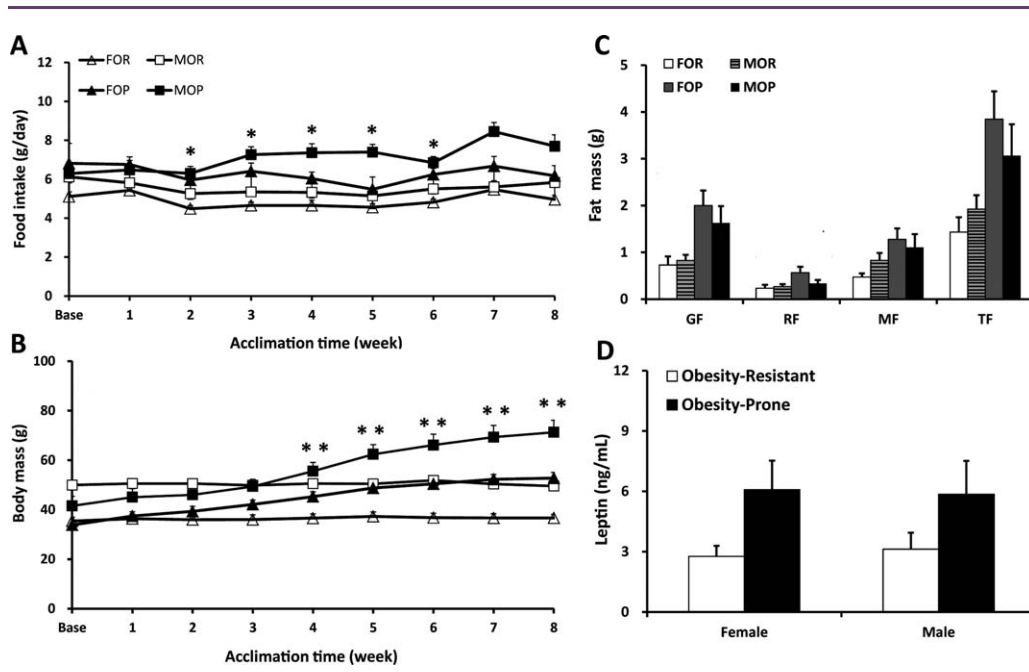 A
FOR MOR
FOP MOP
Food intake (g/day)
12
10
8
6
4
2
0
* * * * *
Base 1 2 3 4 5 6 7 8
Acclimation time (week)
B
Body mass (g)
100
80
60
40
20
0
** ** ** ** **
Base 1 2 3 4 5 6 7 8
Acclimation time (week)
C
FOR MOR
FOP MOP
Fat mass (g)
5
4
3
2
1
0
GF RF MF TF
D
Obesity-Resistant
Obesity-Prone
Leptin (ng/mL)
12
9
6
3
0
Female Male